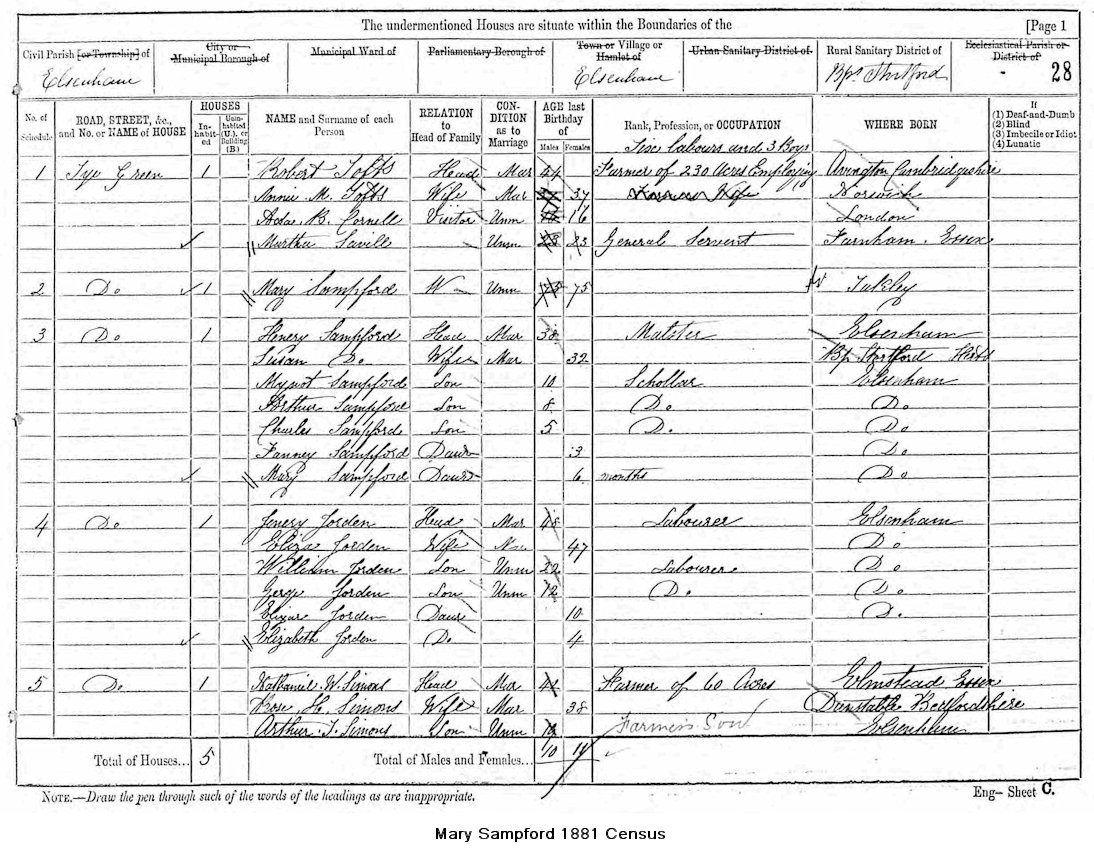 The undermentioned Houses are situate within the Boundaries of the [Page 1
Civil Parish [or Township] of City or Municipal Borough of Municipal Ward of Parliamentary Borough of Town or Village or Hamlet of Urban Sanitary District of Rural Sanitary District of Ecclesiastical Parish or District of
Elsenham Elsenham Bps Stortford 28
No. of Schedule ROAD, STREET, &c., and No. or NAME of HOUSE HOUSES Inhabited Uninhabited (U.), or Building (B) NAME and Surname of each Person RELATION to Head of Family CONDITION as to Marriage AGE last Birthday of Males Females Rank, Profession, or OCCUPATION WHERE BORN If (1) Deaf-and-Dumb (2) Blind (3) Imbecile or Idiot (4) Lunatic
Six labours and 3 Boys
1 Tye Green 1 Robert Tofts Head Mar 44 Farmer of 230 Acres Employing Cambridgeshire
Annie M. Tofts Wife Mar 37 Farmers Wife Norwich
Ada B. Cornell Visitor Unm 16 London
Martha Savill Unm 23 23 General Servent Farnham. Essex
2 Do 1 Mary Sampford W Unm 75 75 Takley
3 Do 1 Henery Sampford Head Mar 38 Malster Elsenham
Susan Do Wife Mar 32 Bp Stortford Herts
Mynot Sampford Son 10 Schollar Elsenham
Arthur Sampford Son 8 Do Do
Charles Sampford Son 5 Do Do
Fanney Sampford Daur 3 Do
Mary Sampford Daur 6 months Do
4 Do 1 Jenery Jorden Head Mar 48 Labourer Elsenham
Eliza Jorden Wife 47 Do
William Jorden Son Unm 22 Labourer Do
Gerge Jorden Son Unm 12 Do Do
Elizar Jorden Daur 10 Do
Elizabeth Jorden Do 4
5 Do 1 Nathaniel W. Simons Head Mar 44 Farmer of 60 Acres Elmstead Essex
Rose H. Simons Wife Mar 38 Dunstable Bedfordshire
Arthur J. Simons Son Unm Farmers Son Elsenham
Total of Houses... 5 Total of Males and Females... 10 11
NOTE.—Draw the pen through such of the words of the headings as are inappropriate.
Eng- Sheet C.
Mary Sampford 1881 Census